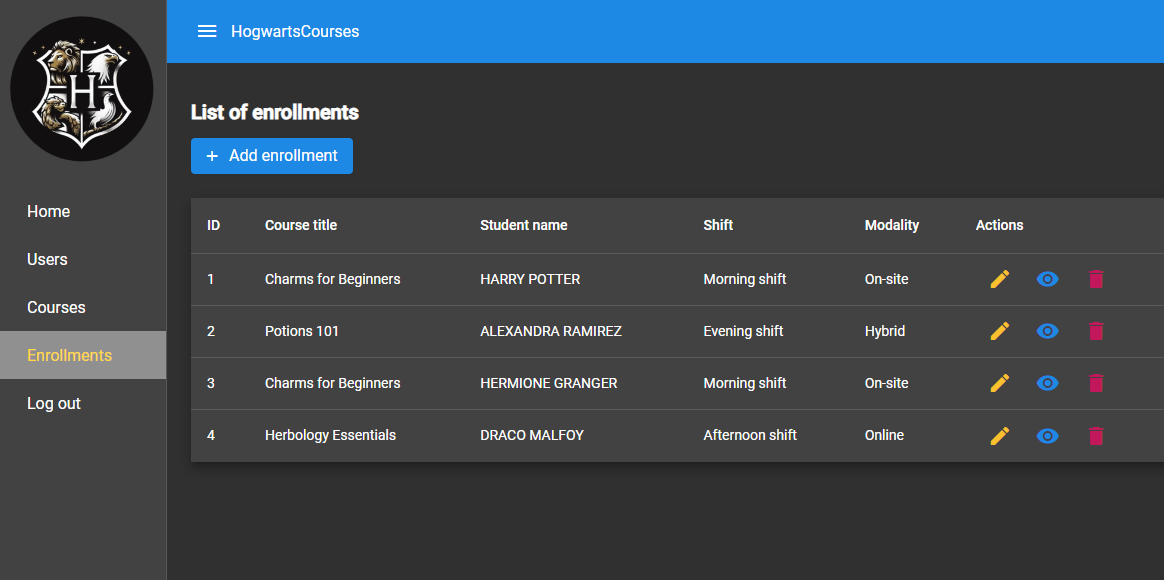 H
HogwartsCourses
Home
Users
Courses
Enrollments
Log out
List of enrollments
+ Add enrollment
ID Course title Student name Shift Modality Actions
1 Charms for Beginners HARRY POTTER Morning shift On-site
2 Potions 101 ALEXANDRA RAMIREZ Evening shift Hybrid
3 Charms for Beginners HERMIONE GRANGER Morning shift On-site
4 Herbology Essentials DRACO MALFOY Afternoon shift Online